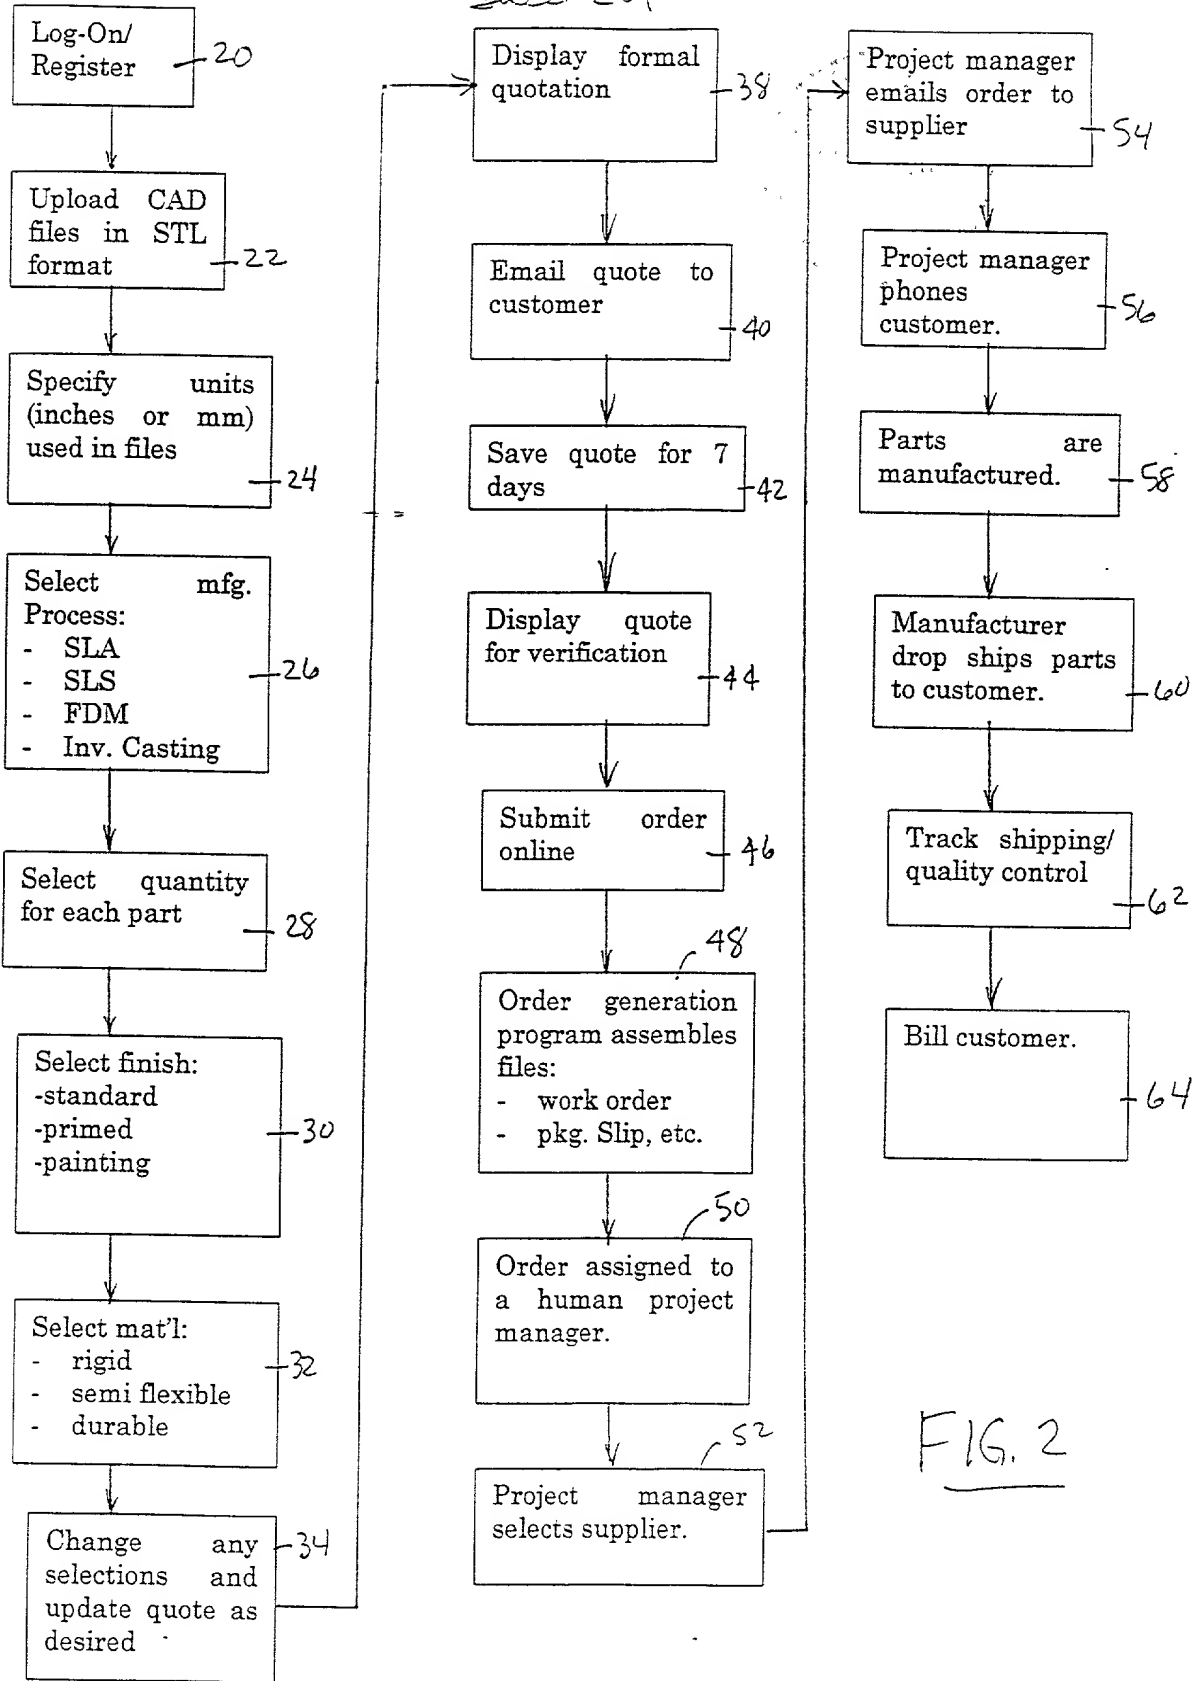 Log-On/
Register
20
Upload CAD
files in STL
format
22
Specify units
(inches or mm)
used in files
24
Select mfg.
Process:
- SLA
- SLS
- FDM
- Inv. Casting
26
Select quantity
for each part
28
Select finish:
-standard
-primed
-painting
30
Select mat'l:
- rigid
- semi flexible
- durable
32
Change any
selections and
update quote as
desired
34
Display formal
quotation
38
Email quote to
customer
40
Save quote for 7
days
42
Display quote
for verification
44
Submit order
online
46
48
Order generation
program assembles
files:
- work order
- pkg. Slip, etc.
50
Order assigned to
a human project
manager.
52
Project manager
selects supplier.
Project manager
emails order to
supplier
54
Project manager
phones
customer.
56
Parts are
manufactured.
58
Manufacturer
drop ships parts
to customer.
60
Track shipping/
quality control
62
Bill customer.
64
FIG. 2